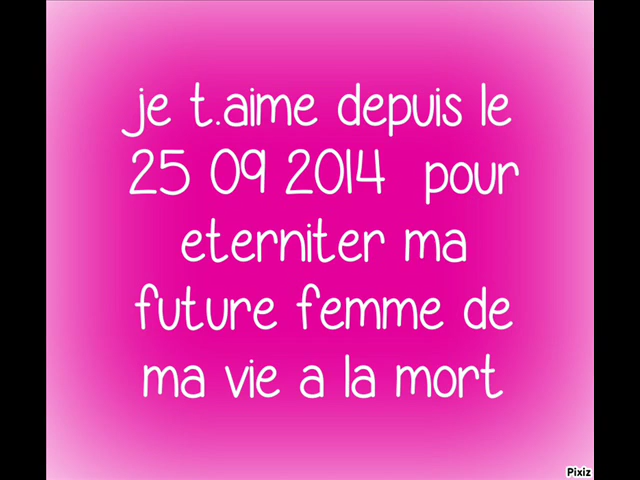 je t.aime depuis le
25 09 2014 pour
eterniter ma
future femme de
ma vie a la mort
Pixiz